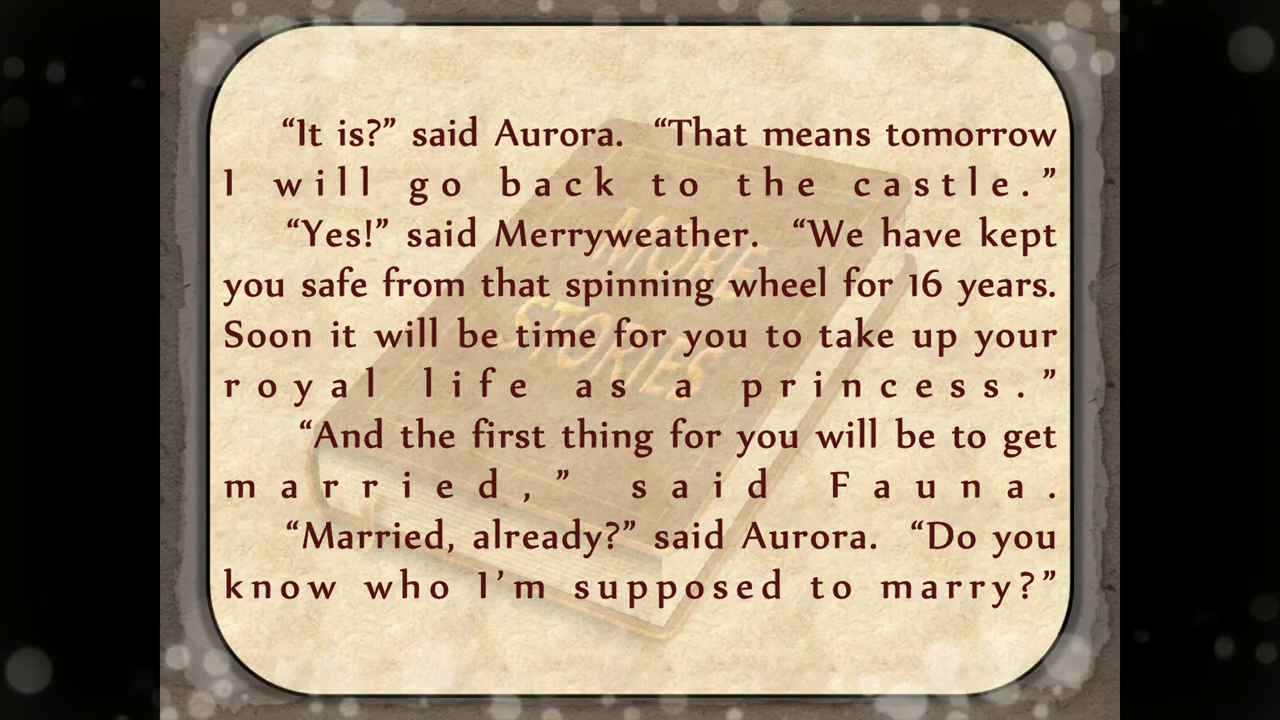 “It is?” said Aurora.  “That means tomorrow
I will go back to the castle.”
“Yes!” said Merryweather.  “We have kept
you safe from that spinning wheel for 16 years.
Soon it will be time for you to take up your
royal life as a princess.”
“And the first thing for you will be to get
married,” said Fauna.
“Married, already?” said Aurora.  “Do you
know who I’m supposed to marry?”
MORE
STORIES